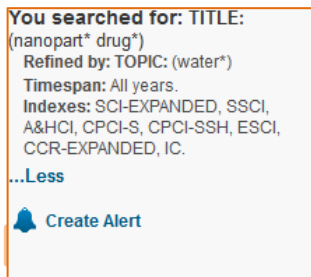 You searched for: TITLE:
(nanopart* drug*)
Refined by: TOPIC: (water*)
Timespan: All years.
Indexes: SCI-EXPANDED, SSCI,
A&HCI, CPCI-S, CPCI-SSH, ESCI,
CCR-EXPANDED, IC.
...Less
Create Alert